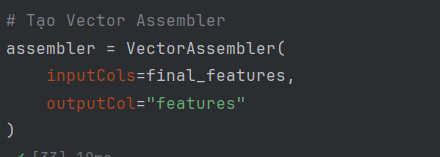 # Tạo Vector Assembler
assembler = VectorAssembler(
    inputCols=final_features,
    outputCol="features"
)